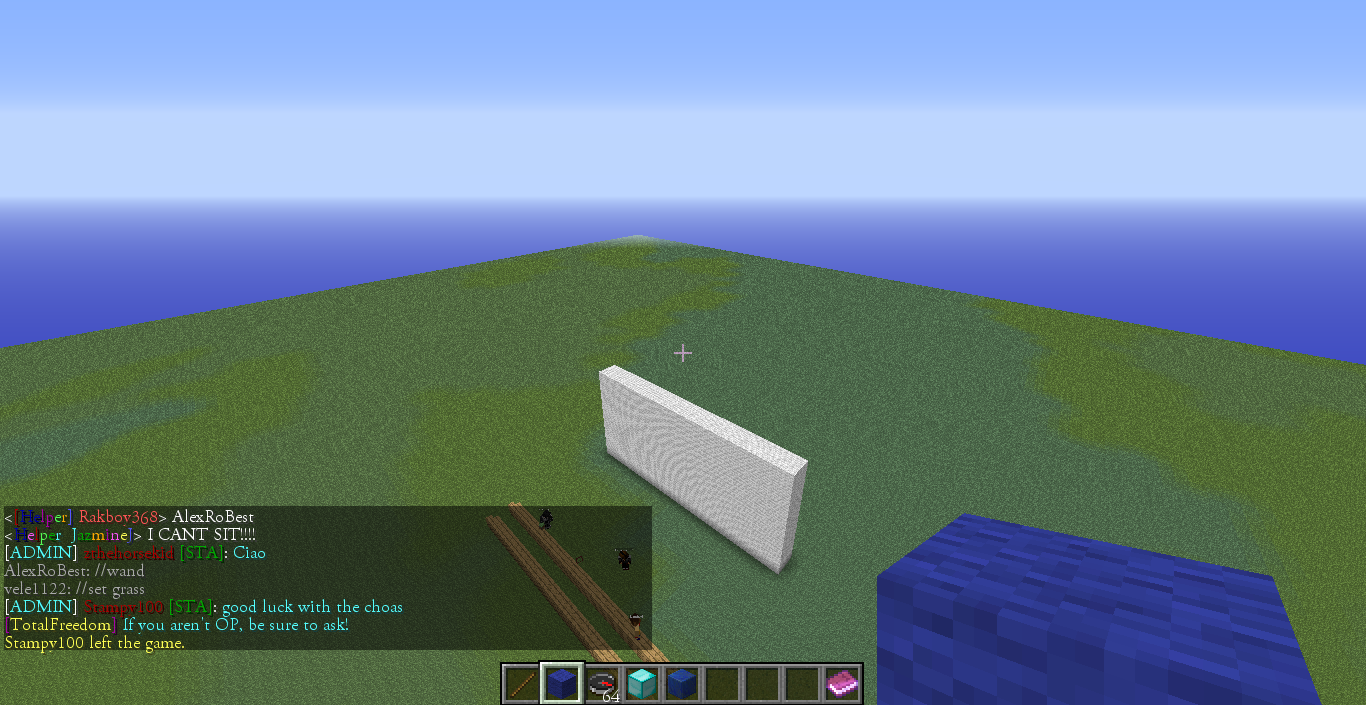 <[Helper] Rakboy368> AlexRoBest
<Helper Jazmine]> I CANT SIT!!!!
[ADMIN] [STA]: Ciao
AlexRoBest: //wand
vele1122: //set grass
[ADMIN] Stampy100 [STA]: good luck with the choas
[TotalFreedom] If you aren't OP, be sure to ask!
Stampy100 left the game.
64